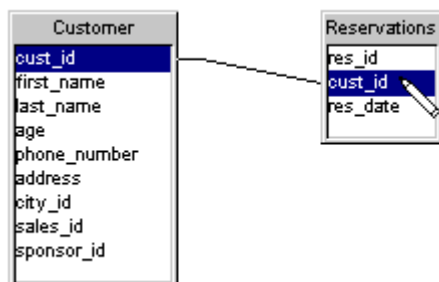 Customer
cust_id
first_name
last_name
age
phone_number
address
city_id
sales_id
sponsor_id
Reservations
res_id
cust_id
res_date